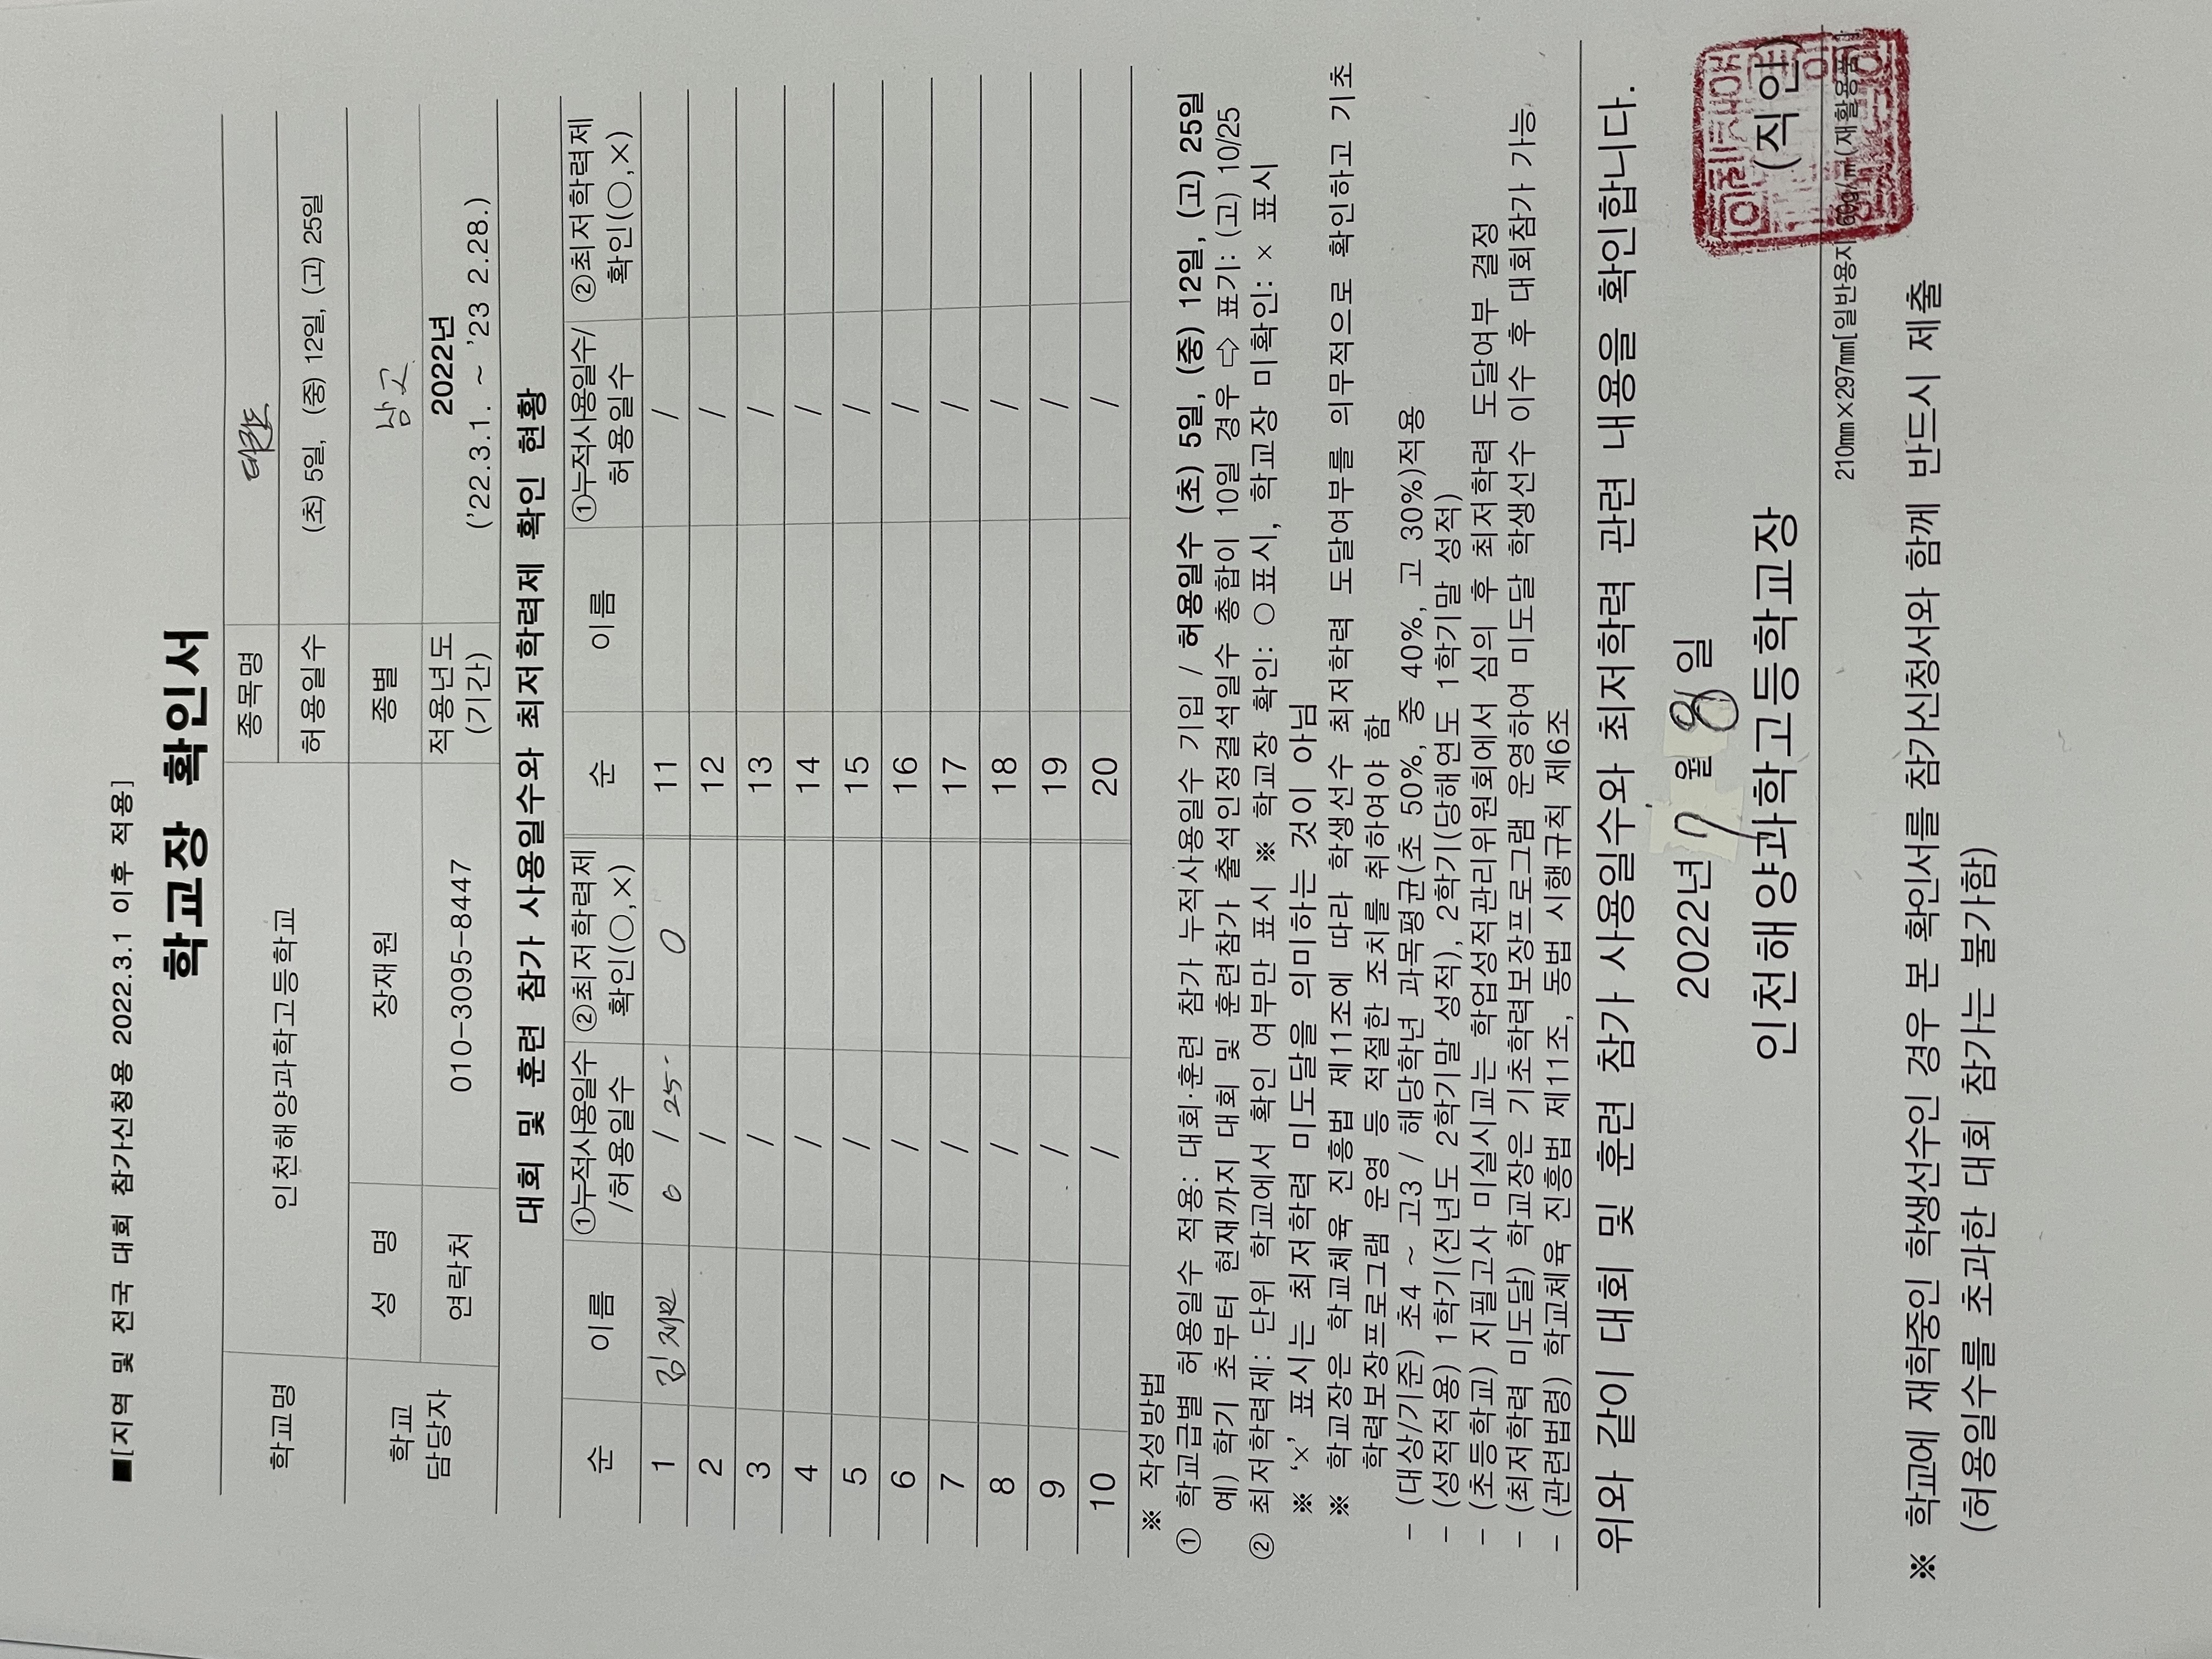 ■[지역 및 전국 대회 참가신청용 2022.3.1 이후 적용]
학교장 확인서
학교명 인천해양과학고등학교 종목명
허용일수 (초) 5일, (중) 12일, (고) 25일
학교 담당자 성 명 장재원 종별 남고
연락처 010-3095-8447 적용년도 (기간) 2022년 ('22.3.1. ~ '23 2.28.)
대회 및 훈련 참가 사용일수와 최저학력제 확인 현황
순 이름 ①누적사용일수/허용일수 ②최저학력제 확인(○,×) 순 이름 ①누적사용일수/허용일수 ②최저학력제 확인(○,×)
1 김재민 6 / 25 O 11 /
2 / 12 /
3 / 13 /
4 / 14 /
5 / 15 /
6 / 16 /
7 / 17 /
8 / 18 /
9 / 19 /
10 / 20 /
※ 작성방법
① 학교급별 허용일수 적용: 대회·훈련 참가 누적사용일수 기입 / 허용일수 (초) 5일, (중) 12일, (고) 25일
예) 학기 초부터 현재까지 대회 및 훈련참가 출석인정결석일수 총합이 10일 경우 ⇨ 표기: (고) 10/25
② 최저학력제: 단위 학교에서 확인 여부만 표시 ※ 학교장 확인: ○표시, 학교장 미확인: × 표시
※ '×' 표시는 최저학력 미도달을 의미하는 것이 아님
※ 학교장은 학교체육 진흥법 제11조에 따라 학생선수 최저학력 도달여부를 의무적으로 확인하고 기초
학력보장프로그램 운영 등 적절한 조치를 취하여야 함
- (대상/기준) 초4 ~ 고3 / 해당학년 과목평균(초 50%, 중 40%, 고 30%)적용
- (성적적용) 1학기(전년도 2학기말 성적), 2학기(당해연도 1학기말 성적)
- (초등학교) 지필고사 미실시교는 학업성적관리위원회에서 심의 후 최저학력 도달여부 결정
- (최저학력 미도달) 학교장은 기초학력보장프로그램 운영하여 미도달 학생선수 이수 후 대회참가 가능
- (관련법령) 학교체육 진흥법 제11조, 동법 시행규칙 제6조
위와 같이 대회 및 훈련 참가 사용일수와 최저학력 관련 내용을 확인합니다.
2022년 7월 8일
인천해양과학고등학교장 (직인)
210㎜×297㎜[일반용지 60g/㎡(재활용품)]
※ 학교에 재학중인 학생선수인 경우 본 확인서를 참가신청서와 함께 반드시 제출
(허용일수를 초과한 대회 참가는 불가함)